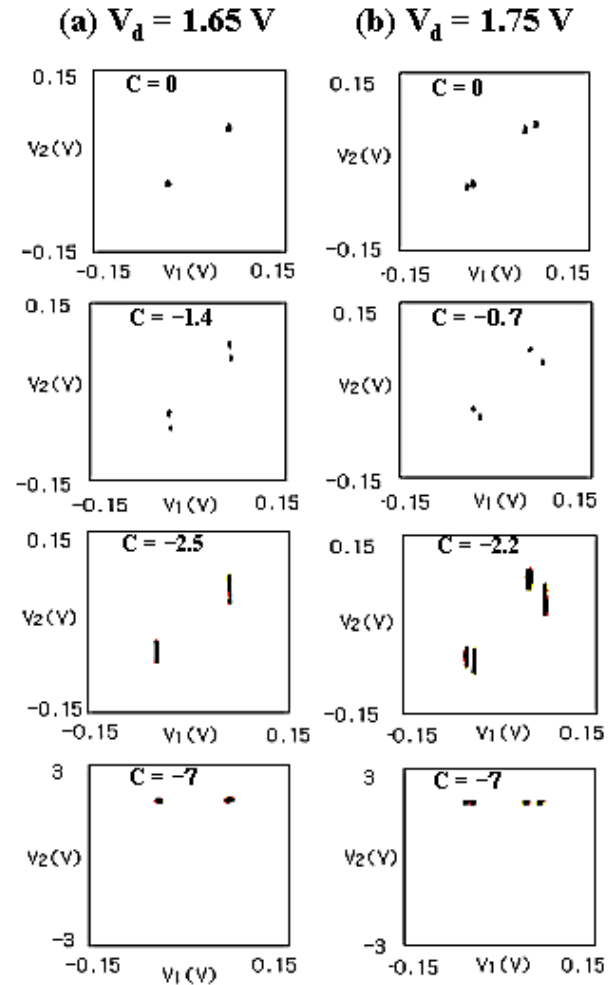 (a) Vd = 1.65 V
(b) Vd = 1.75 V
0.15
C = 0
V2(V)
-0.15
-0.15 V1(V) 0.15
0.15
C = 0
V2(V)
-0.15
-0.15 V1(V) 0.15
0.15
C = -1.4
V2(V)
-0.15
-0.15 V1(V) 0.15
0.15
C = -0.7
V2(V)
-0.15
-0.15 V1(V) 0.15
0.15
C = -2.5
V2(V)
-0.15
-0.15 V1(V) 0.15
0.15
C = -2.2
V2(V)
-0.15
-0.15 V1(V) 0.15
3
C = -7
V2(V)
-3
-0.15 V1(V) 0.15
3
C = -7
V2(V)
-3
-0.15 V1(V) 0.15